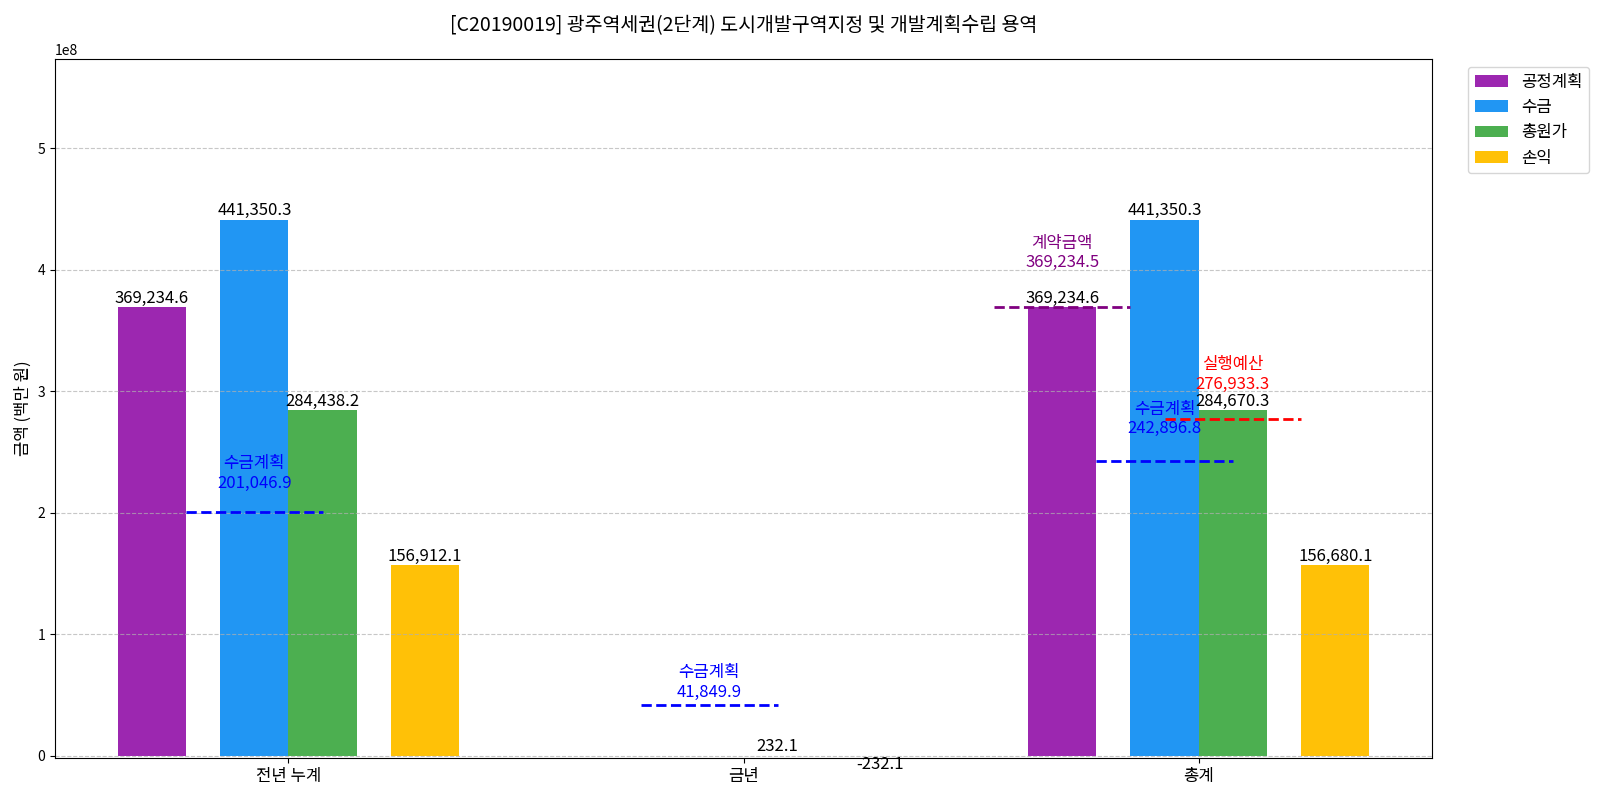 [C20190019] 광주역세권(2단계) 도시개발구역지정 및 개발계획수립 용역
1e8
금액 (백만 원)
5
4
3
2
1
0
369,234.6
441,350.3
284,438.2
156,912.1
수금계획
201,046.9
수금계획
41,849.9
232.1
-232.1
계약금액
369,234.5
369,234.6
441,350.3
실행예산
276,933.3
284,670.3
수금계획
242,896.8
156,680.1
전년 누계
금년
총계
공정계획
수금
총원가
손익